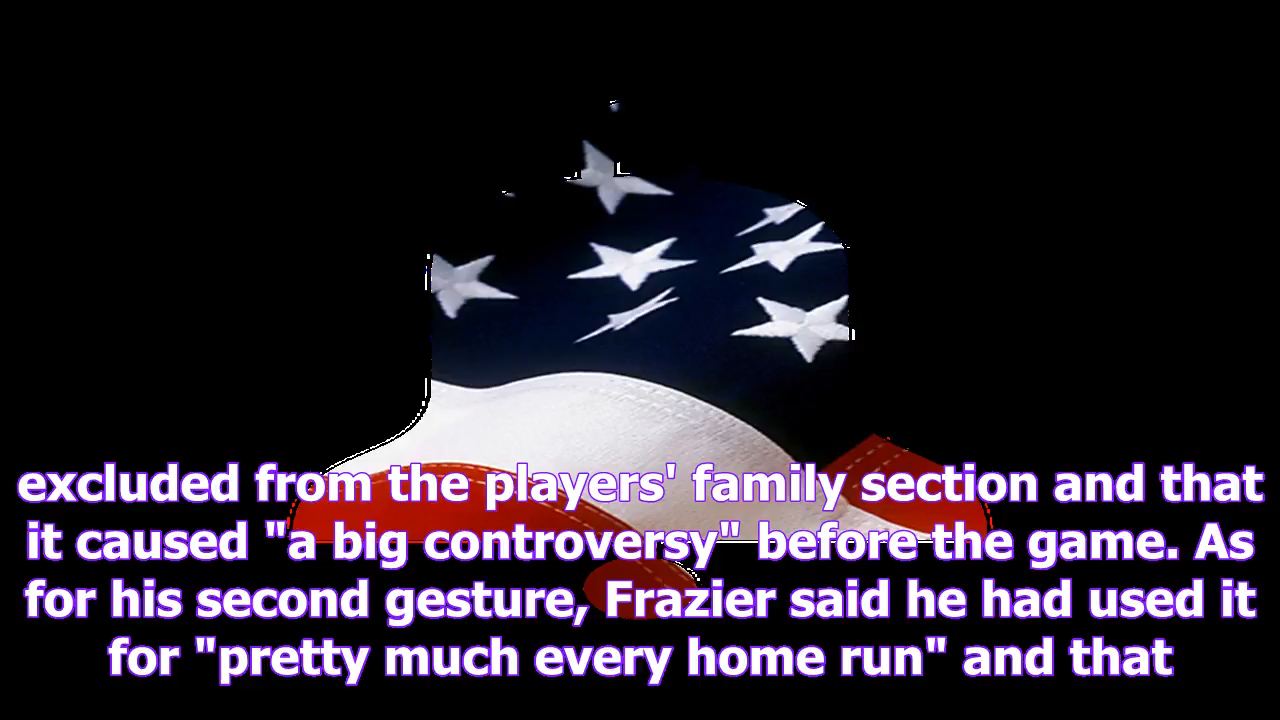 excluded from the players' family section and that
it caused "a big controversy" before the game. As
for his second gesture, Frazier said he had used it
for "pretty much every home run" and that